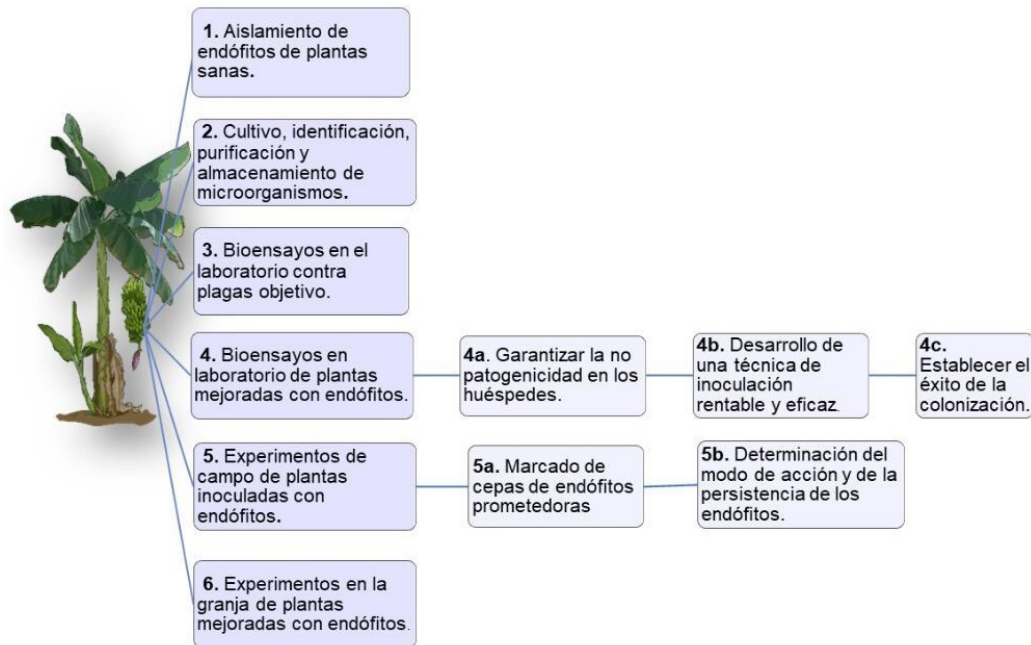 1. Aislamiento de
endófitos de plantas
sanas.
2. Cultivo, identificación,
purificación y
almacenamiento de
microorganismos.
3. Bioensayos en el
laboratorio contra
plagas objetivo.
4. Bioensayos en
laboratorio de plantas
mejoradas con endófitos.
4a. Garantizar la no
patogenicidad en los
huéspedes.
4b. Desarrollo de
una técnica de
inoculación
rentable y eficaz.
4c.
Establecer el
éxito de la
colonización.
5. Experimentos de
campo de plantas
inoculadas con
endófitos.
5a. Marcado de
cepas de endófitos
prometedoras
5b. Determinación del
modo de acción y de la
persistencia de los
endófitos.
6. Experimentos en la
granja de plantas
mejoradas con endófitos.